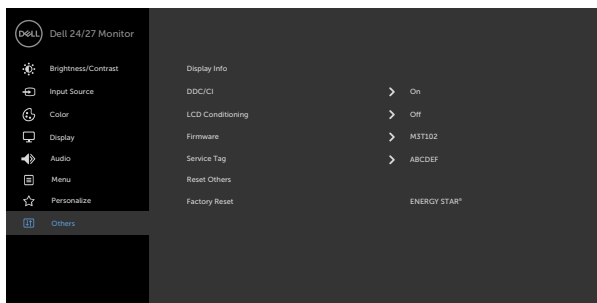 DELL Dell 24/27 Monitor
Brightness/Contrast
Input Source
Color
Display
Audio
Menu
Personalize
Others
Display Info
DDC/CI On
LCD Conditioning Off
Firmware M3T102
Service Tag ABCDEF
Reset Others
Factory Reset ENERGY STAR®